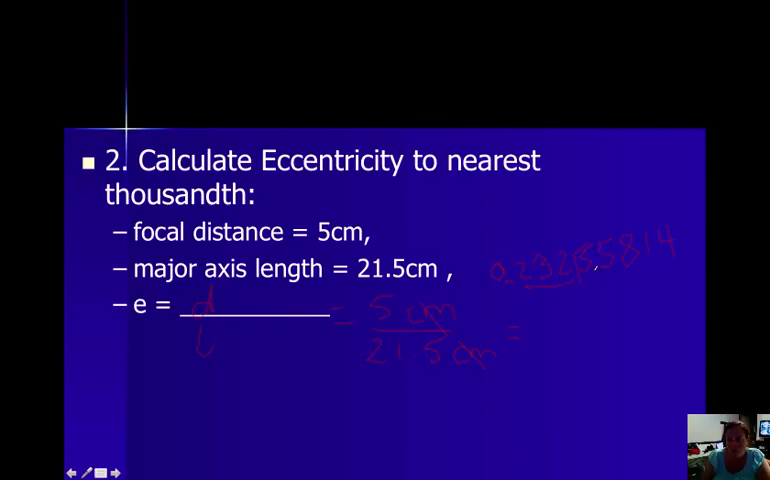 2. Calculate Eccentricity to nearest
thousandth:
– focal distance = 5cm,
– major axis length = 21.5cm ,
0.23255814
– e = ___________
d
L
= 5 cm
21.5 cm
=